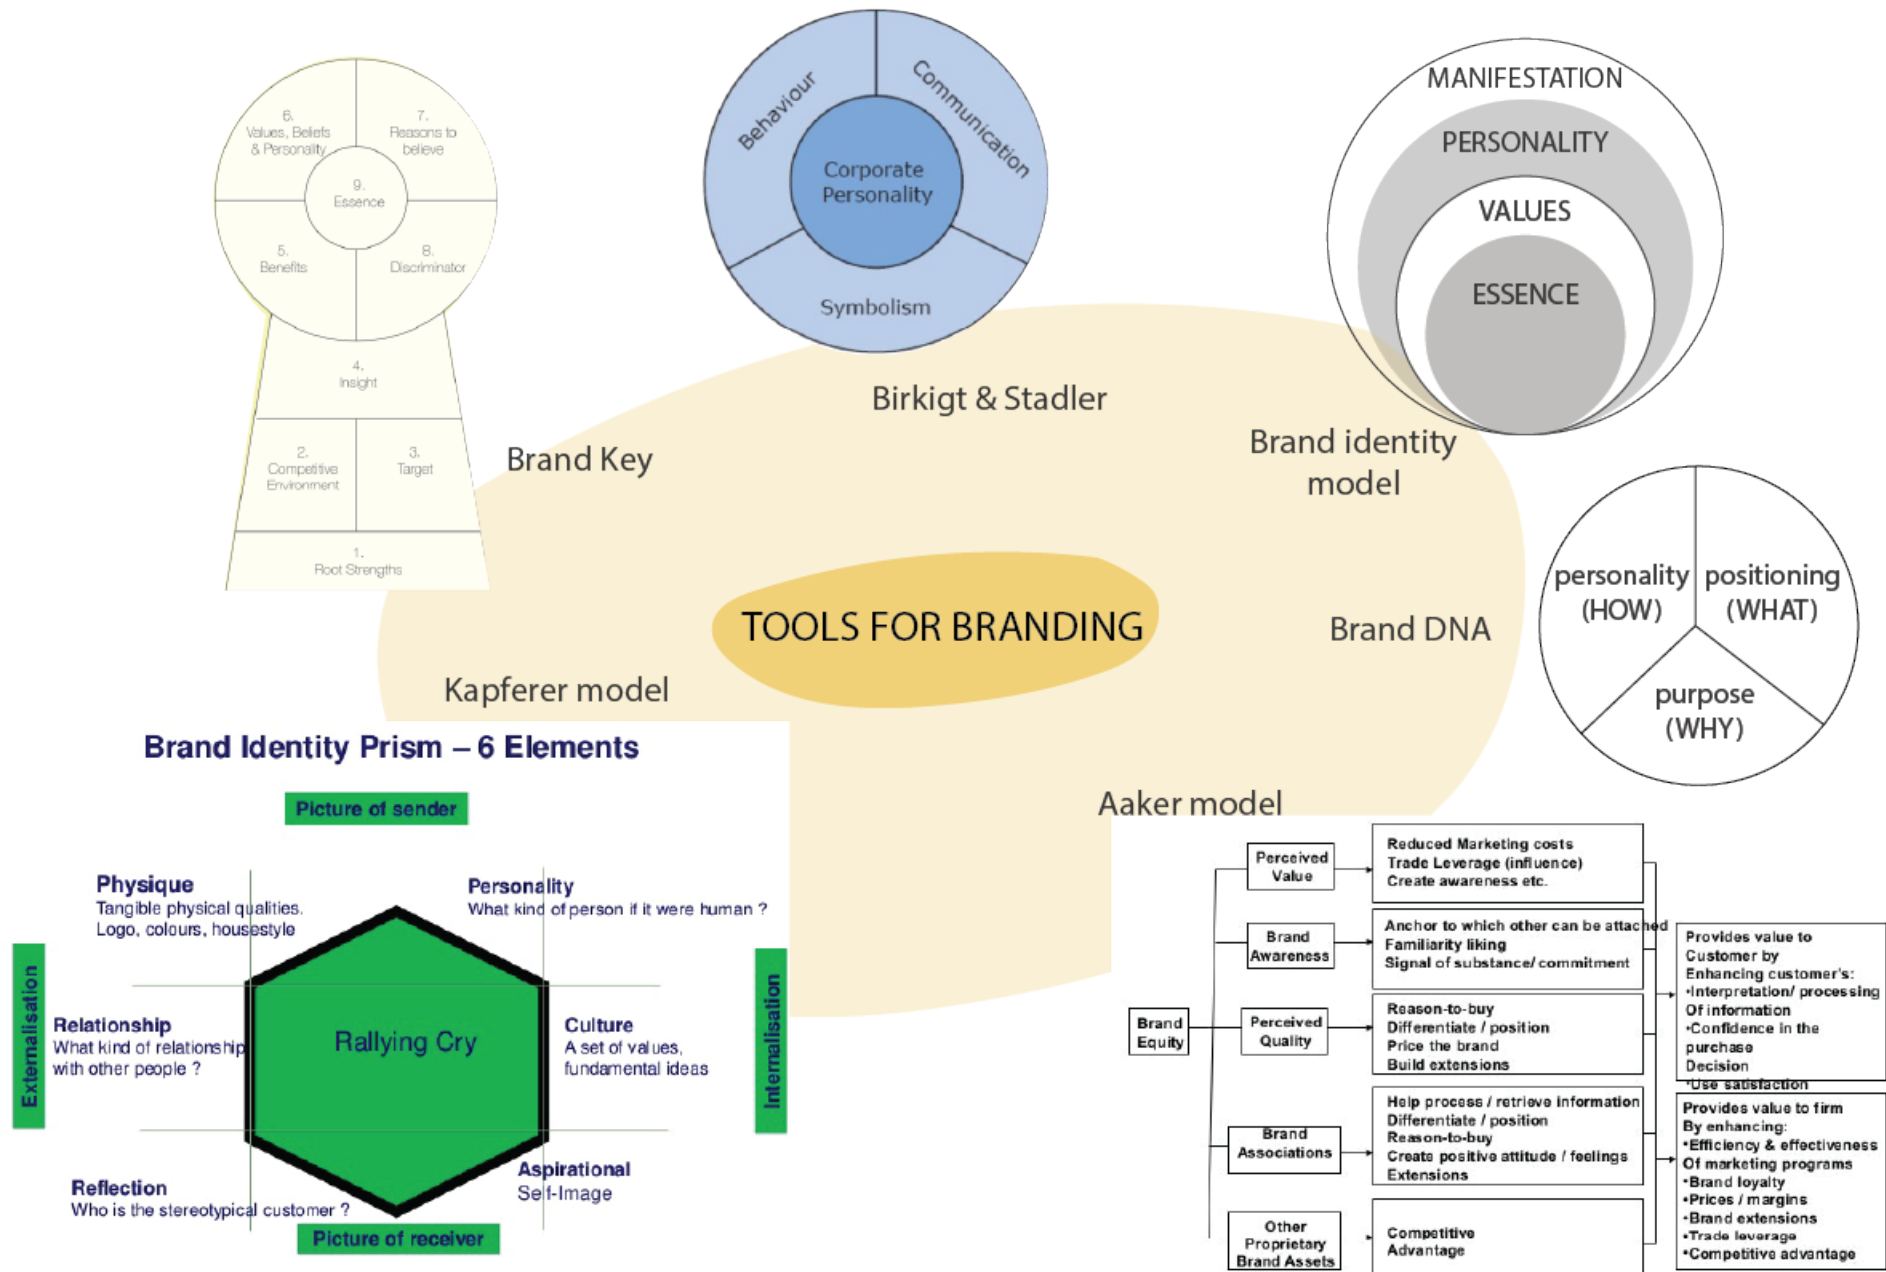 6.
Values, Beliefs
& Personality
7.
Reasons to
believe
9.
Essence
5.
Benefits
8.
Discriminator
4.
Insight
2.
Competitive
Environment
3.
Target
1.
Root Strengths
Brand Key
Behaviour
Communication
Corporate
Personality
Symbolism
Birkigt & Stadler
MANIFESTATION
PERSONALITY
VALUES
ESSENCE
Brand identity
model
personality
(HOW)
positioning
(WHAT)
purpose
(WHY)
Brand DNA
TOOLS FOR BRANDING
Kapferer model
Brand Identity Prism – 6 Elements
Picture of sender
Physique
Tangible physical qualities.
Logo, colours, housestyle
Personality
What kind of person if it were human ?
Externalisation
Relationship
What kind of relationship
with other people ?
Rallying Cry
Culture
A set of values,
fundamental ideas
Internalisation
Reflection
Who is the stereotypical customer ?
Aspirational
Self-Image
Picture of receiver
Aaker model
Brand
Equity
Perceived
Value
Reduced Marketing costs
Trade Leverage (influence)
Create awareness etc.
Brand
Awareness
Anchor to which other can be attached
Familiarity liking
Signal of substance/ commitment
Perceived
Quality
Reason-to-buy
Differentiate / position
Price the brand
Build extensions
Brand
Associations
Help process / retrieve information
Differentiate / position
Reason-to-buy
Create positive attitude / feelings
Extensions
Other
Proprietary
Brand Assets
Competitive
Advantage
Provides value to
Customer by
Enhancing customer's:
•Interpretation/ processing
Of information
•Confidence in the
purchase
Decision
•Use satisfaction
Provides value to firm
By enhancing:
•Efficiency & effectiveness
Of marketing programs
•Brand loyalty
•Prices / margins
•Brand extensions
•Trade leverage
•Competitive advantage